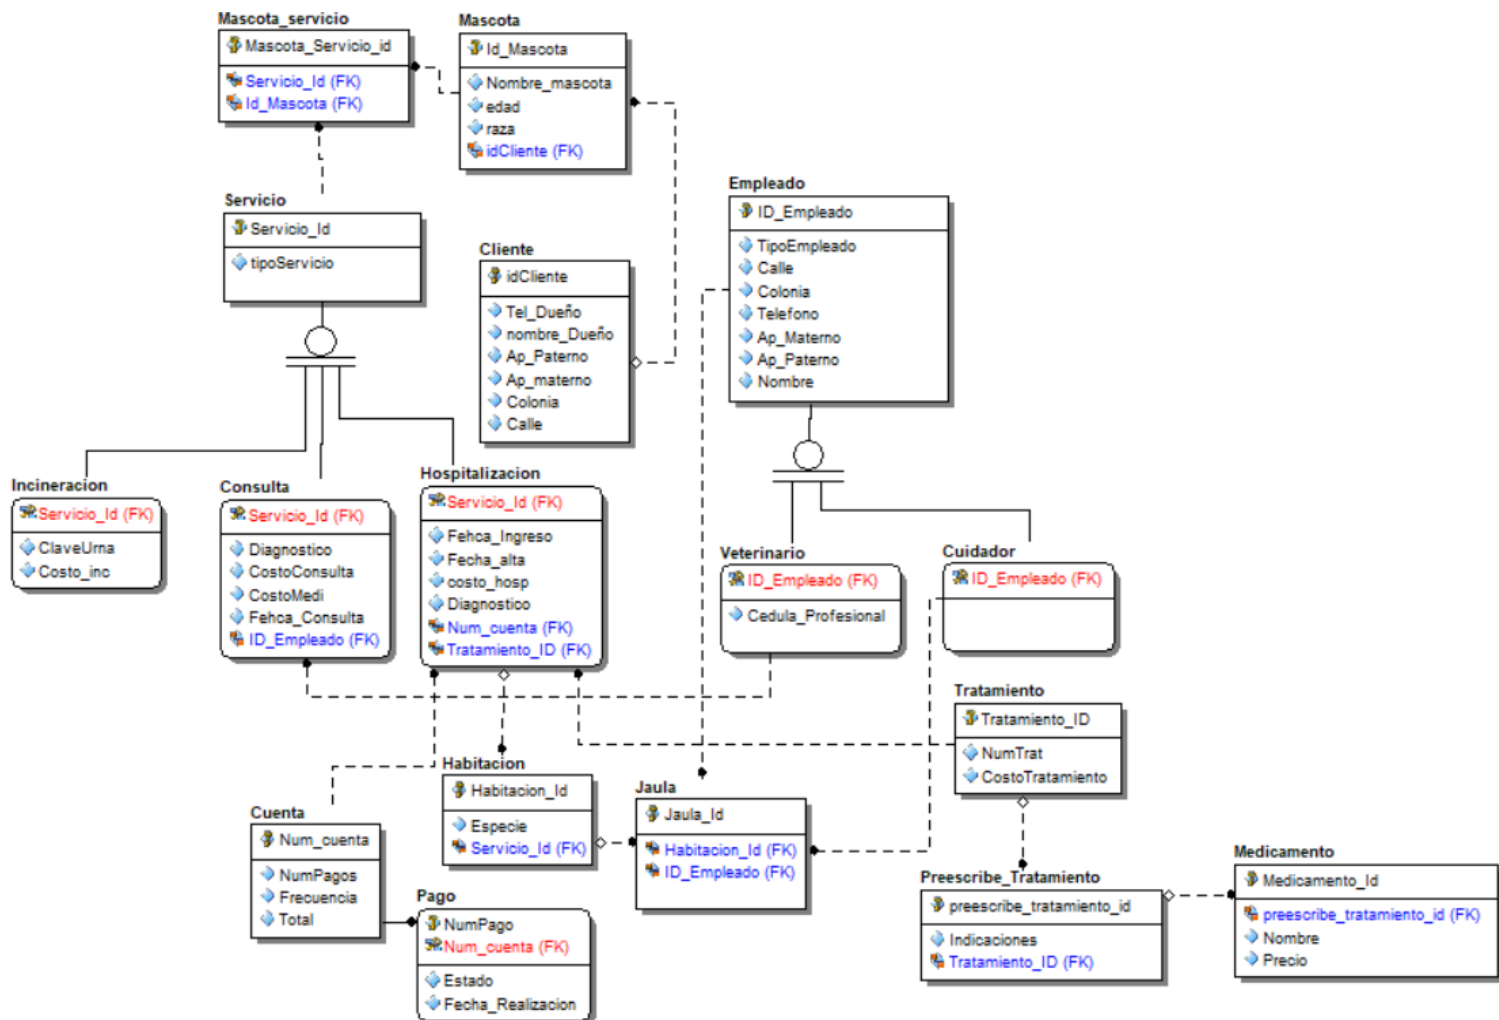 Mascota_servicio
Mascota_Servicio_id
Servicio_Id (FK)
Id_Mascota (FK)
Mascota
Id_Mascota
Nombre_mascota
edad
raza
idCliente (FK)
Servicio
Servicio_Id
tipoServicio
Cliente
idCliente
Tel_Dueño
nombre_Dueño
Ap_Paterno
Ap_materno
Colonia
Calle
Empleado
ID_Empleado
TipoEmpleado
Calle
Colonia
Telefono
Ap_Materno
Ap_Paterno
Nombre
Incineracion
Servicio_Id (FK)
ClaveUrna
Costo_inc
Consulta
Servicio_Id (FK)
Diagnostico
CostoConsulta
CostoMedi
Fehca_Consulta
ID_Empleado (FK)
Hospitalizacion
Servicio_Id (FK)
Fehca_Ingreso
Fecha_alta
costo_hosp
Diagnostico
Num_cuenta (FK)
Tratamiento_ID (FK)
Veterinario
ID_Empleado (FK)
Cedula_Profesional
Cuidador
ID_Empleado (FK)
Tratamiento
Tratamiento_ID
NumTrat
CostoTratamiento
Habitacion
Habitacion_Id
Especie
Servicio_Id (FK)
Jaula
Jaula_Id
Habitacion_Id (FK)
ID_Empleado (FK)
Cuenta
Num_cuenta
NumPagos
Frecuencia
Total
Pago
NumPago
Num_cuenta (FK)
Estado
Fecha_Realizacion
Preescribe_Tratamiento
preescribe_tratamiento_id
Indicaciones
Tratamiento_ID (FK)
Medicamento
Medicamento_Id
preescribe_tratamiento_id (FK)
Nombre
Precio